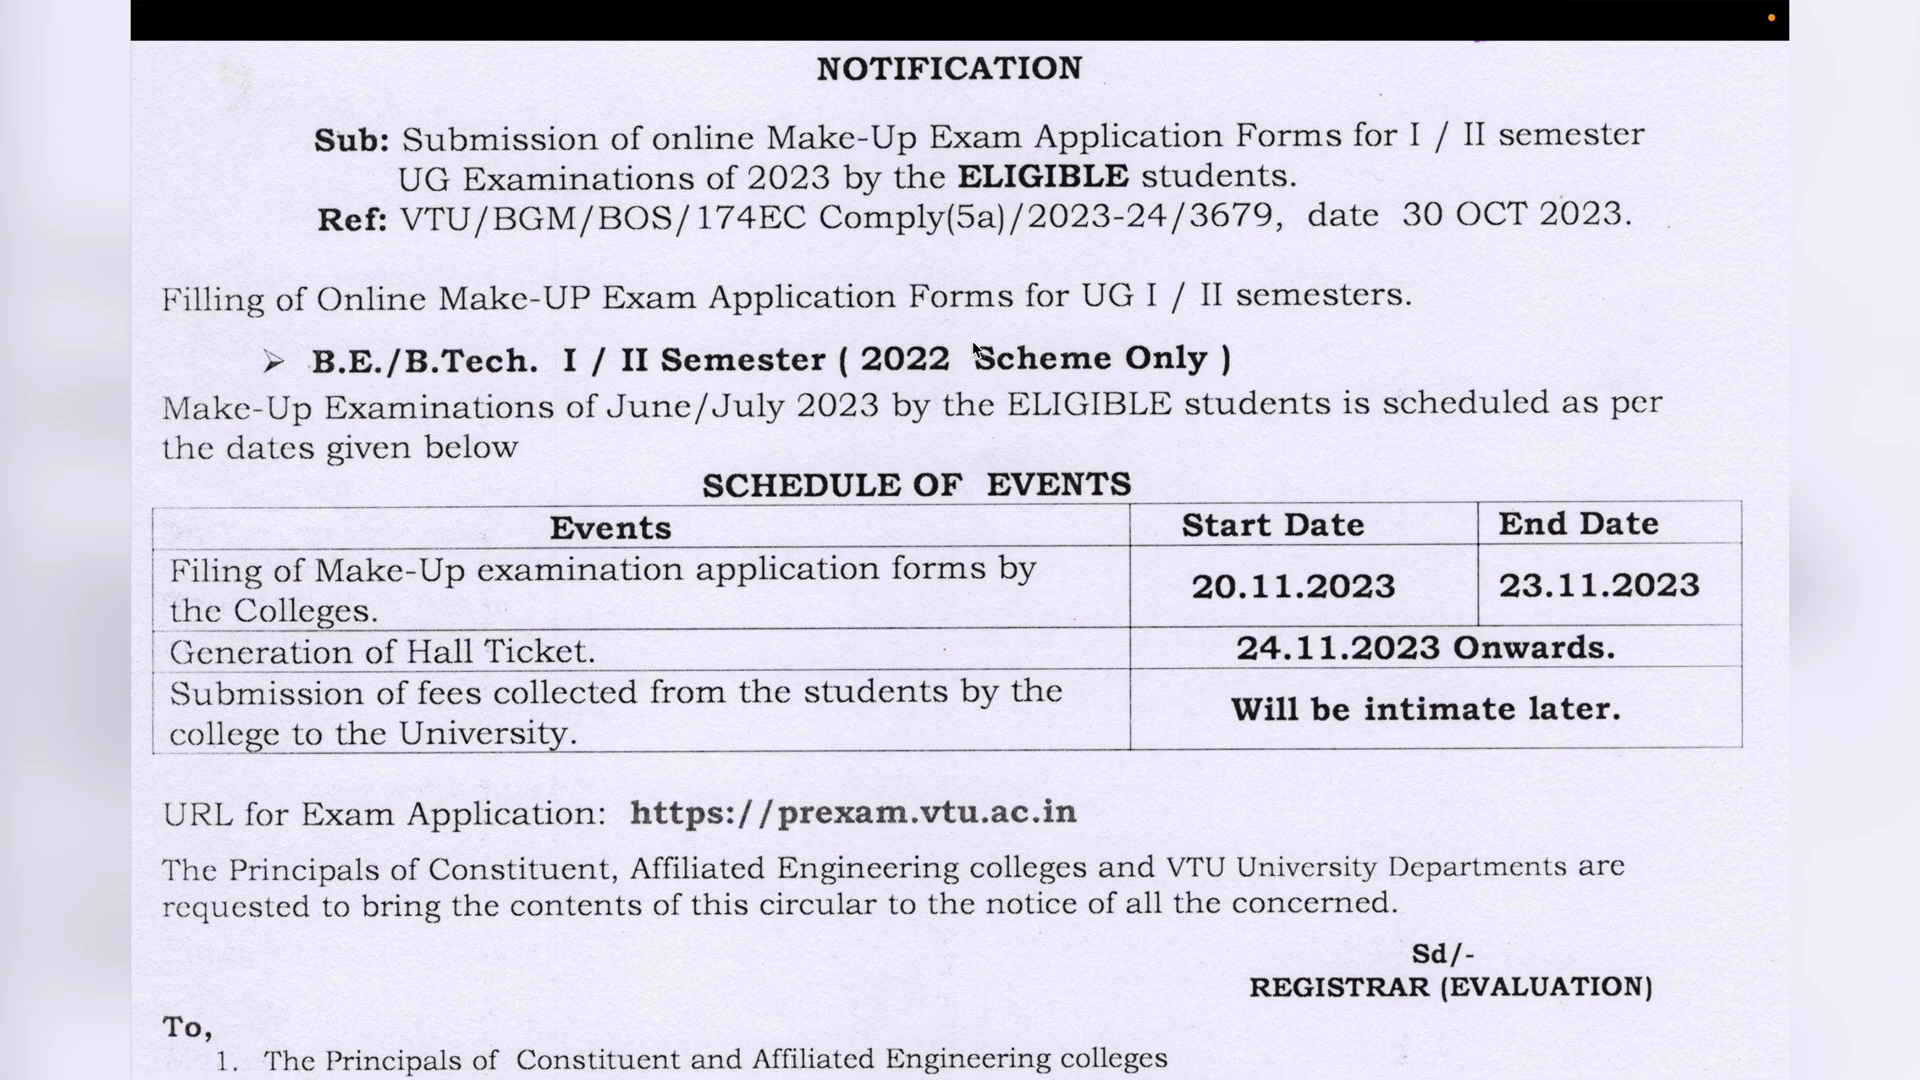 NOTIFICATION
Sub: Submission of online Make-Up Exam Application Forms for I / II semester
UG Examinations of 2023 by the ELIGIBLE students.
Ref: VTU/BGM/BOS/174EC Comply(5a)/2023-24/3679, date 30 OCT 2023.
Filling of Online Make-UP Exam Application Forms for UG I / II semesters.
➢ B.E./B.Tech. I / II Semester ( 2022 Scheme Only )
Make-Up Examinations of June/July 2023 by the ELIGIBLE students is scheduled as per
the dates given below
SCHEDULE OF EVENTS
Events Start Date End Date
Filing of Make-Up examination application forms by
the Colleges.
20.11.2023 23.11.2023
Generation of Hall Ticket. 24.11.2023 Onwards.
Submission of fees collected from the students by the
college to the University.
Will be intimate later.
URL for Exam Application: https://prexam.vtu.ac.in
The Principals of Constituent, Affiliated Engineering colleges and VTU University Departments are
requested to bring the contents of this circular to the notice of all the concerned.
Sd/-
REGISTRAR (EVALUATION)
To,
1. The Principals of Constituent and Affiliated Engineering colleges